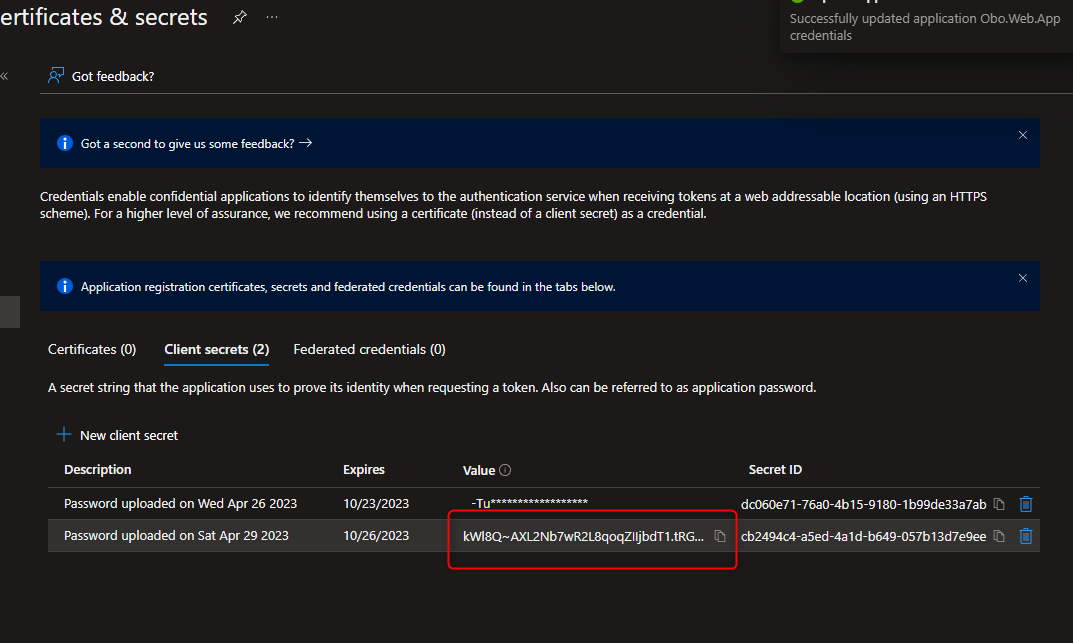 ertificates & secrets
Successfully updated application Obo.Web.App
credentials
Got feedback?
Got a second to give us some feedback?
Credentials enable confidential applications to identify themselves to the authentication service when receiving tokens at a web addressable location (using an HTTPS
scheme). For a higher level of assurance, we recommend using a certificate (instead of a client secret) as a credential.
Application registration certificates, secrets and federated credentials can be found in the tabs below.
Certificates (0) Client secrets (2) Federated credentials (0)
A secret string that the application uses to prove its identity when requesting a token. Also can be referred to as application password.
New client secret
Description Expires Value Secret ID
Password uploaded on Wed Apr 26 2023 10/23/2023 -Tu****************** dc060e71-76a0-4b15-9180-1b99de33a7ab
Password uploaded on Sat Apr 29 2023 10/26/2023 kWl8Q~AXL2Nb7wR2L8qoqZIIjbdT1.tRG... cb2494c4-a5ed-4a1d-b649-057b13d7e9ee